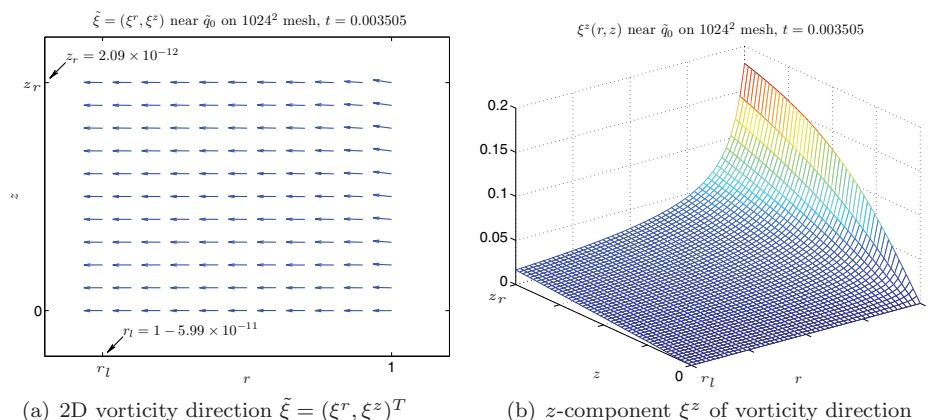 ξ̃ = (ξ^r, ξ^z) near q̃_0 on 1024^2 mesh, t = 0.003505
z_r = 2.09 × 10^{-12}
z_r
z
0
r_l = 1 − 5.99 × 10^{-11}
r_l
r
1
(a) 2D vorticity direction ξ̃ = (ξ^r, ξ^z)^T
ξ^z(r, z) near q̃_0 on 1024^2 mesh, t = 0.003505
0.2
0.15
0.1
0.05
0
z_r
z
0
r_l
r
1
(b) z-component ξ^z of vorticity direction